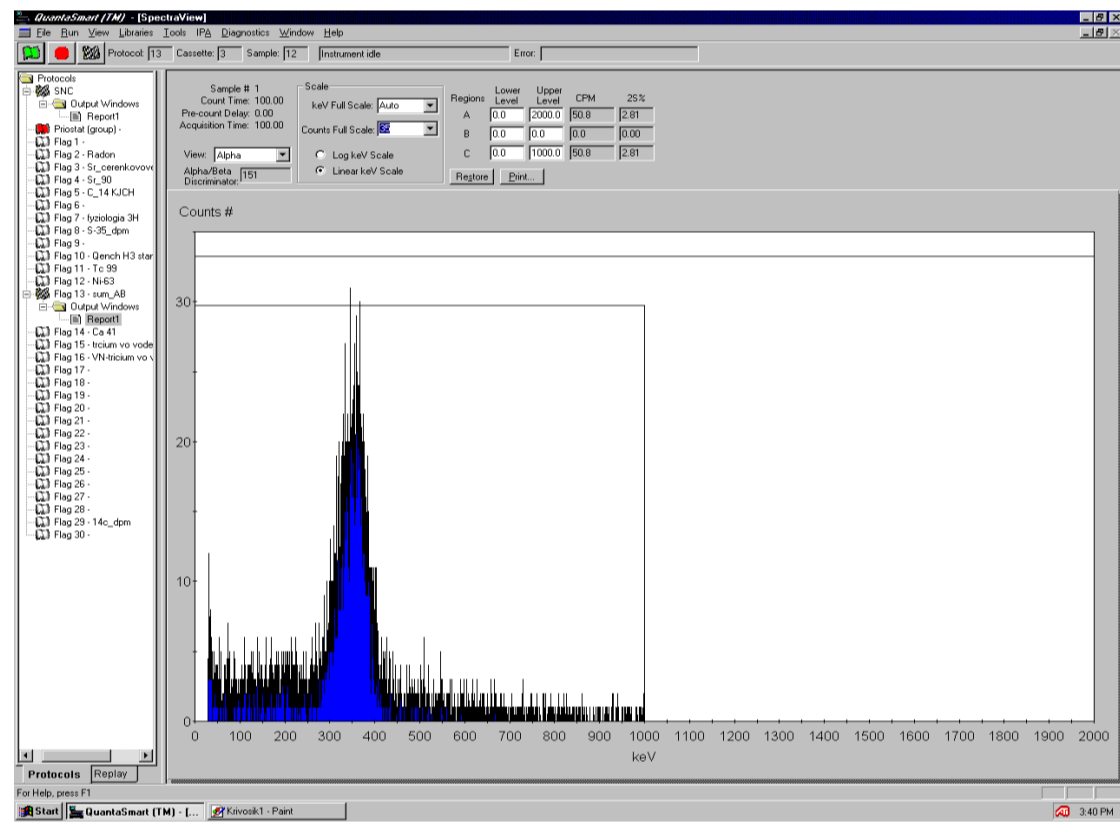 QuantaSmart (TM) - [SpectraView]
File Run View Libraries Tools IPA Diagnostics Window Help
Protocol: 13 Cassette: 3 Sample: 12 Instrument idle Error:
Protocols
SNC
Output Windows
Report1
Priostat (group) -
Flag 1 -
Flag 2 - Radon
Flag 3 - Sr_cerenkovove
Flag 4 - Sr_90
Flag 5 - C_14 KJCH
Flag 6 -
Flag 7 - fyziologia 3H
Flag 8 - S-35_dpm
Flag 9 -
Flag 10 - Qench H3 star
Flag 11 - Tc 99
Flag 12 - Ni-63
Flag 13 - sum_AB
Output Windows
Report1
Flag 14 - Ca 41
Flag 15 - trcium vo vode
Flag 16 - VN-tricium vo v
Flag 17 -
Flag 18 -
Flag 19 -
Flag 20 -
Flag 21 -
Flag 22 -
Flag 23 -
Flag 24 -
Flag 25 -
Flag 26 -
Flag 27 -
Flag 28 -
Flag 29 - 14c_dpm
Flag 30 -
Protocols Replay
Sample # 1
Count Time: 100.00
Pre-count Delay: 0.00
Acquisition Time: 100.00
View: Alpha
Alpha/Beta Discriminator: 151
Scale
keV Full Scale: Auto
Counts Full Scale: 35
Log keV Scale
Linear keV Scale
Regions Lower Level Upper Level CPM 2S%
A 0.0 2000.0 50.8 2.81
B 0.0 0.0 0.0 0.00
C 0.0 1000.0 50.8 2.81
Restore Print...
Counts #
30
20
10
0
0 100 200 300 400 500 600 700 800 900 1000 1100 1200 1300 1400 1500 1600 1700 1800 1900 2000
keV
For Help, press F1
Start QuantaSmart (TM) - [... Krivosik1 - Paint ATI 3:40 PM